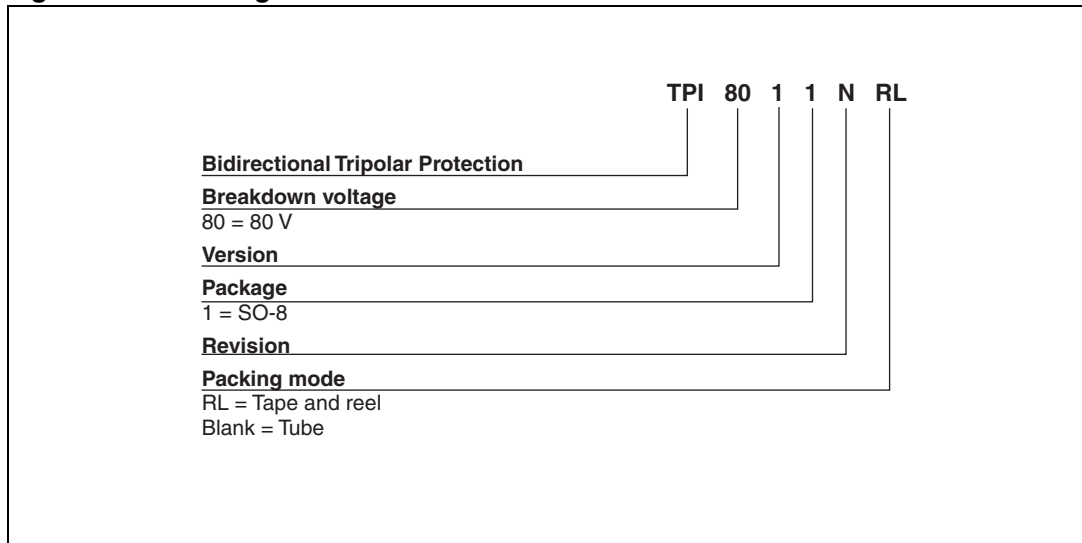 TPI 80 1 1 N RL
Bidirectional Tripolar Protection
Breakdown voltage
80 = 80 V
Version
Package
1 = SO-8
Revision
Packing mode
RL = Tape and reel
Blank = Tube